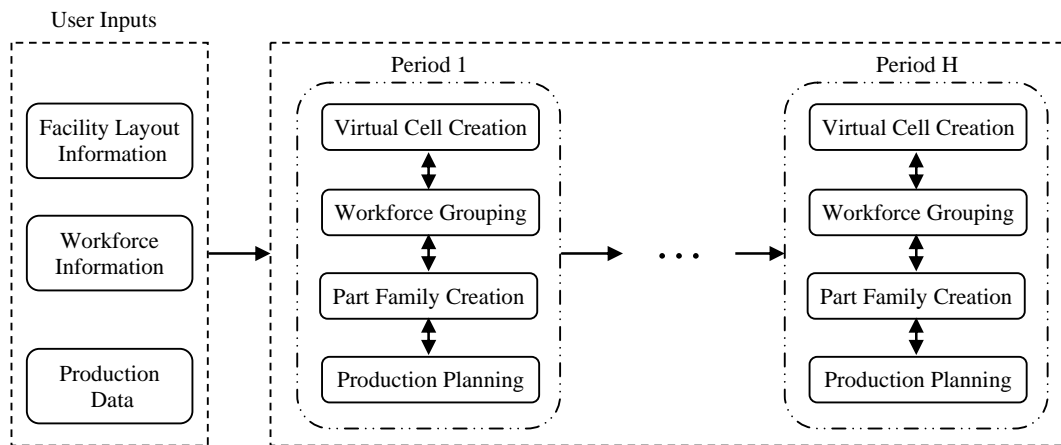 User Inputs
Facility Layout
Information
Workforce
Information
Production
Data
Period 1
Virtual Cell Creation
Workforce Grouping
Part Family Creation
Production Planning
...
Period H
Virtual Cell Creation
Workforce Grouping
Part Family Creation
Production Planning